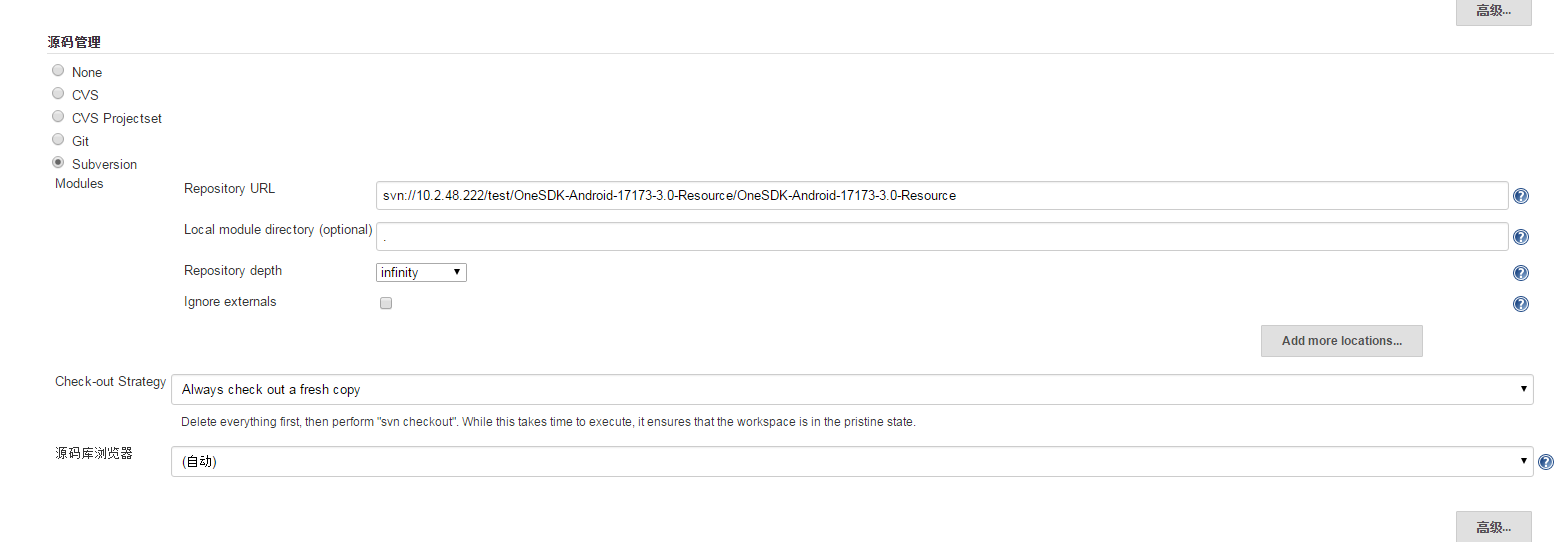 高级...
源码管理
None
CVS
CVS Projectset
Git
Subversion
Modules
Repository URL
svn://10.2.48.222/test/OneSDK-Android-17173-3.0-Resource/OneSDK-Android-17173-3.0-Resource
Local module directory (optional)
.
Repository depth
infinity
Ignore externals
Add more locations...
Check-out Strategy
Always check out a fresh copy
Delete everything first, then perform "svn checkout". While this takes time to execute, it ensures that the workspace is in the pristine state.
源码库浏览器
(自动)
高级...